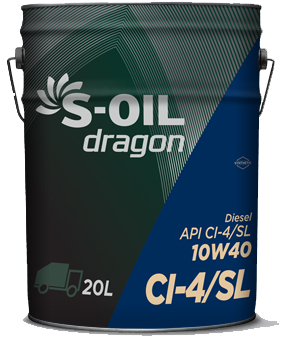 S-OIL
dragon
Diesel
API CI-4/SL
10W40
20L
CI-4/SL